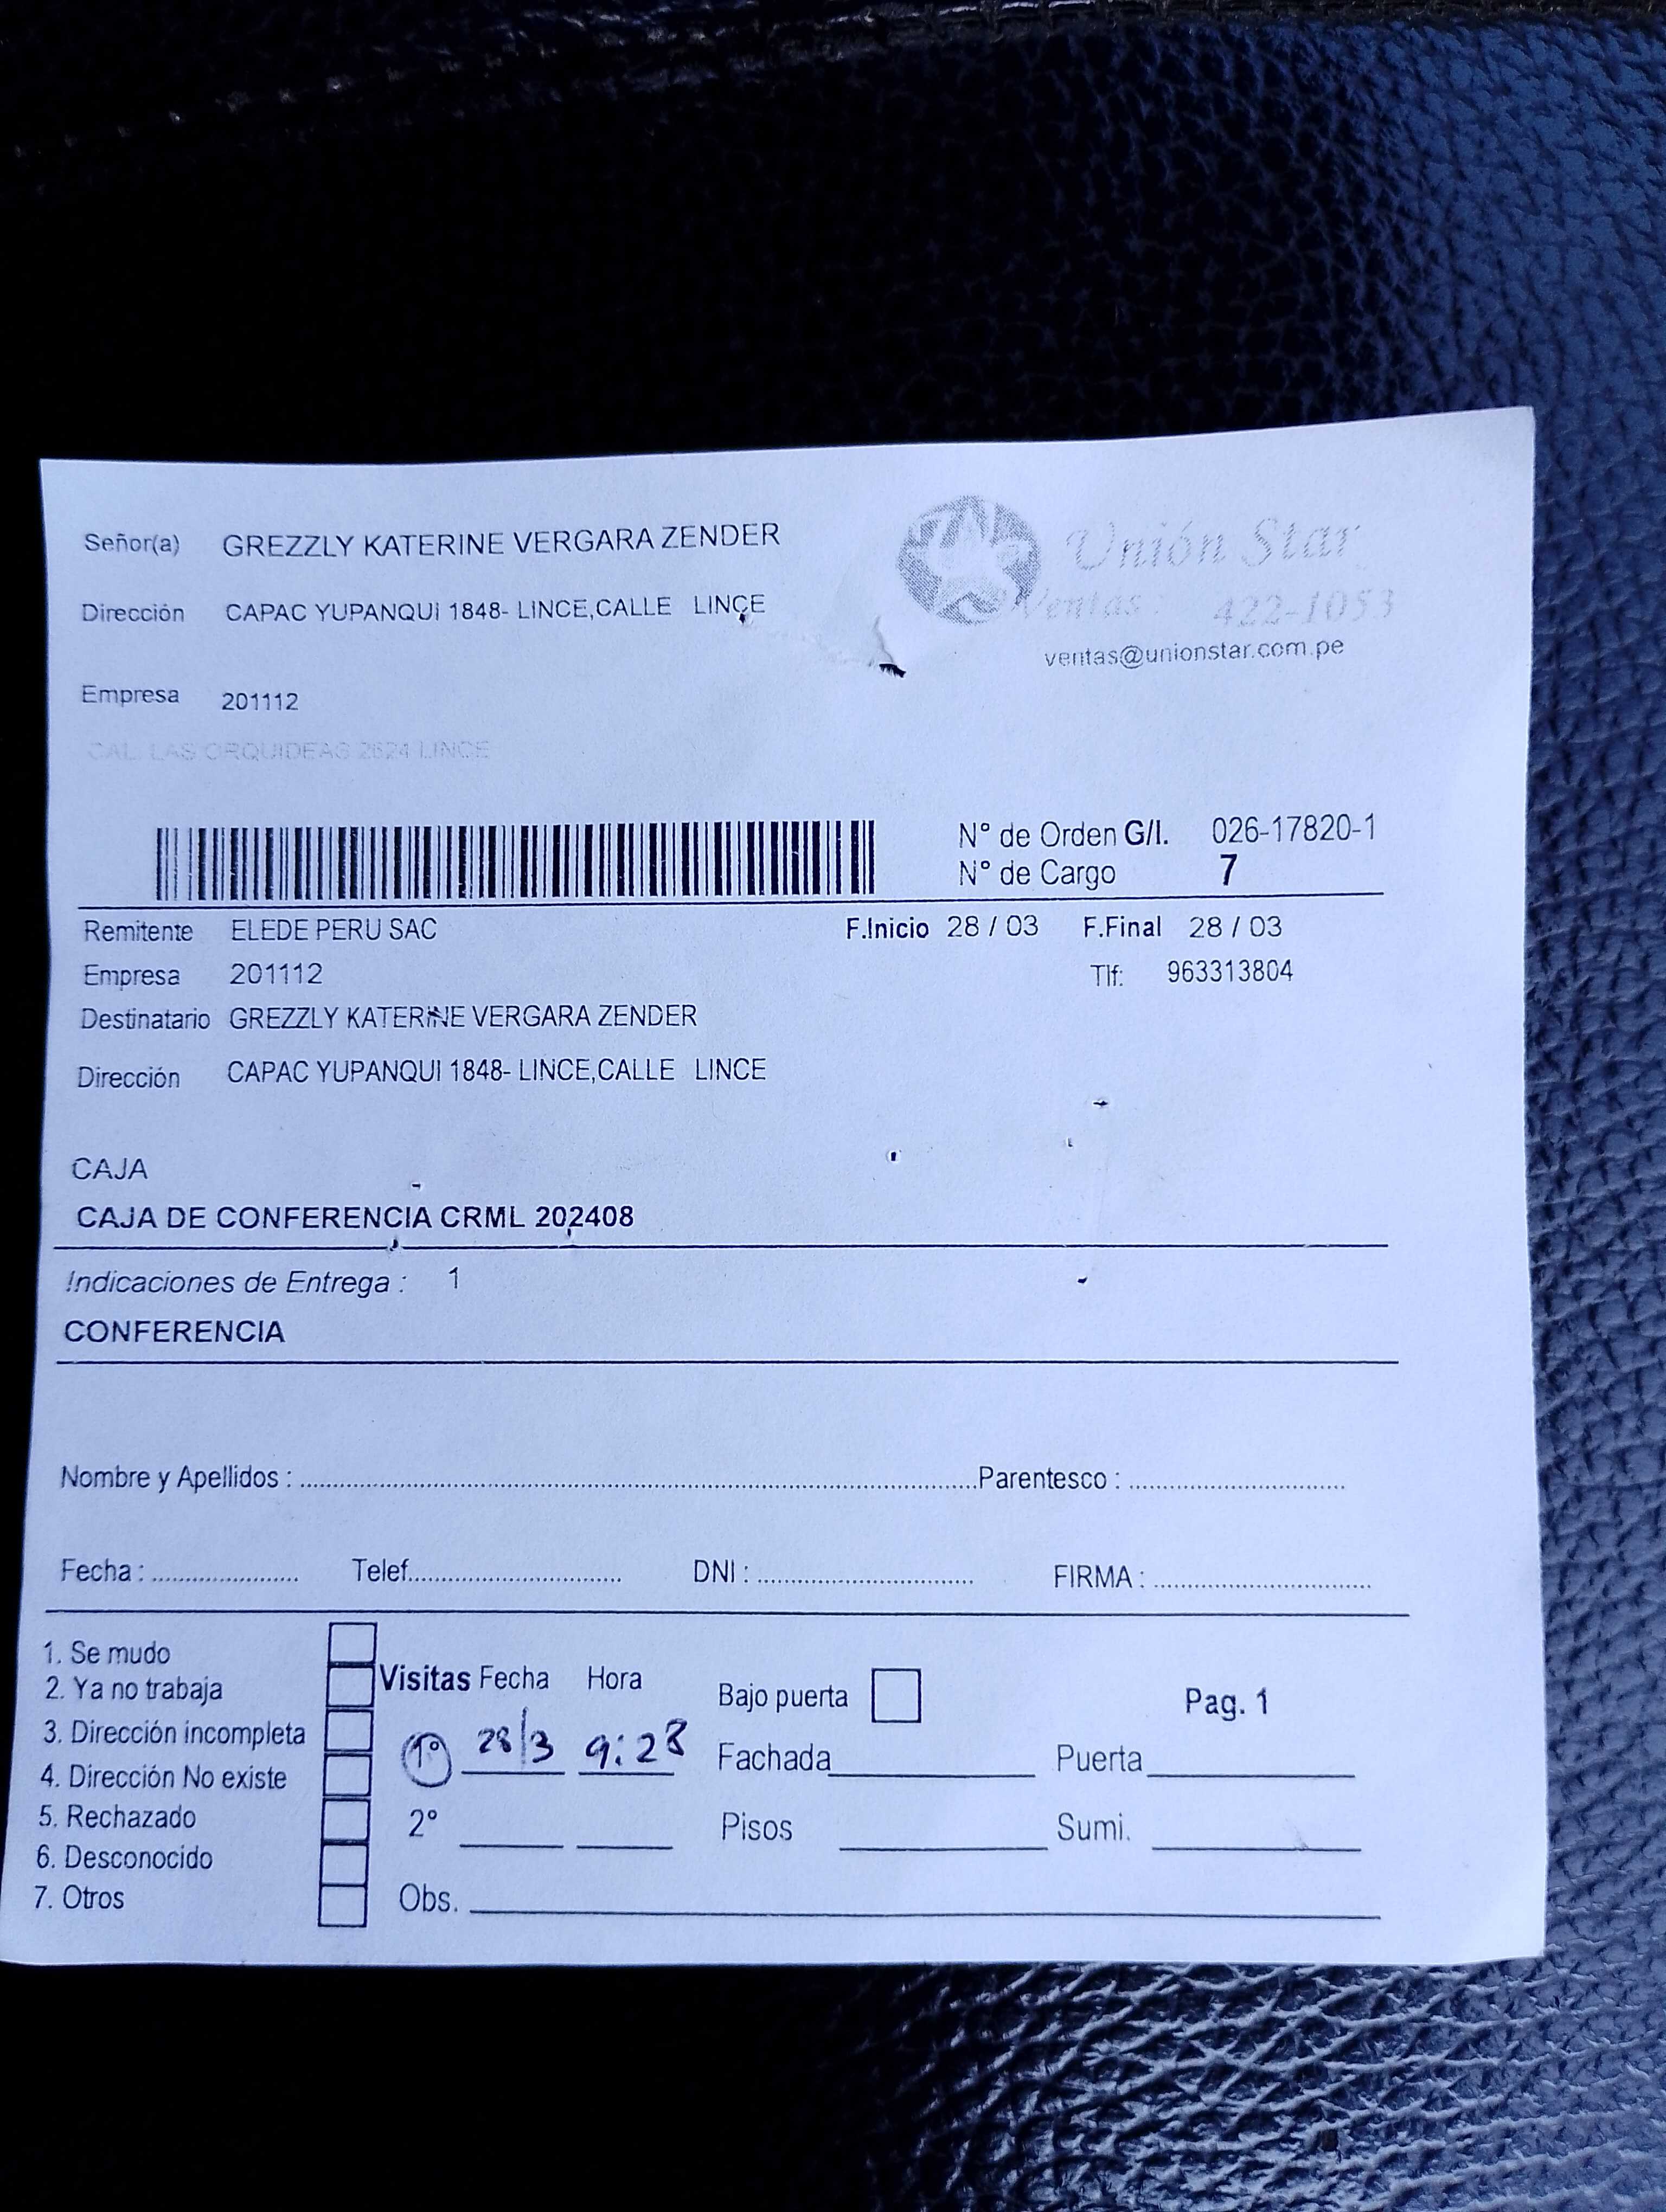 Señor(a) GREZZLY KATERINE VERGARA ZENDER
Unión Star
Dirección CAPAC YUPANQUI 1848- LINCE,CALLE LINCE
Ventas : 422-1053
ventas@unionstar.com.pe
Empresa 201112
CAL. LAS ORQUIDEAS 2624 LINCE
N° de Orden G/I. 026-17820-1
N° de Cargo 7
Remitente ELEDE PERU SAC F.Inicio 28 / 03 F.Final 28 / 03
Empresa 201112 Tlf: 963313804
Destinatario GREZZLY KATERINE VERGARA ZENDER
Dirección CAPAC YUPANQUI 1848- LINCE,CALLE LINCE
CAJA
CAJA DE CONFERENCIA CRML 202408
Indicaciones de Entrega : 1
CONFERENCIA
Nombre y Apellidos : Parentesco :
Fecha : Telef. DNI : FIRMA :
1. Se mudo
2. Ya no trabaja
3. Dirección incompleta
4. Dirección No existe
5. Rechazado
6. Desconocido
7. Otros
Visitas Fecha Hora
1° 28/3 9:28
2°
Obs.
Bajo puerta Pag. 1
Fachada Puerta
Pisos Sumi.